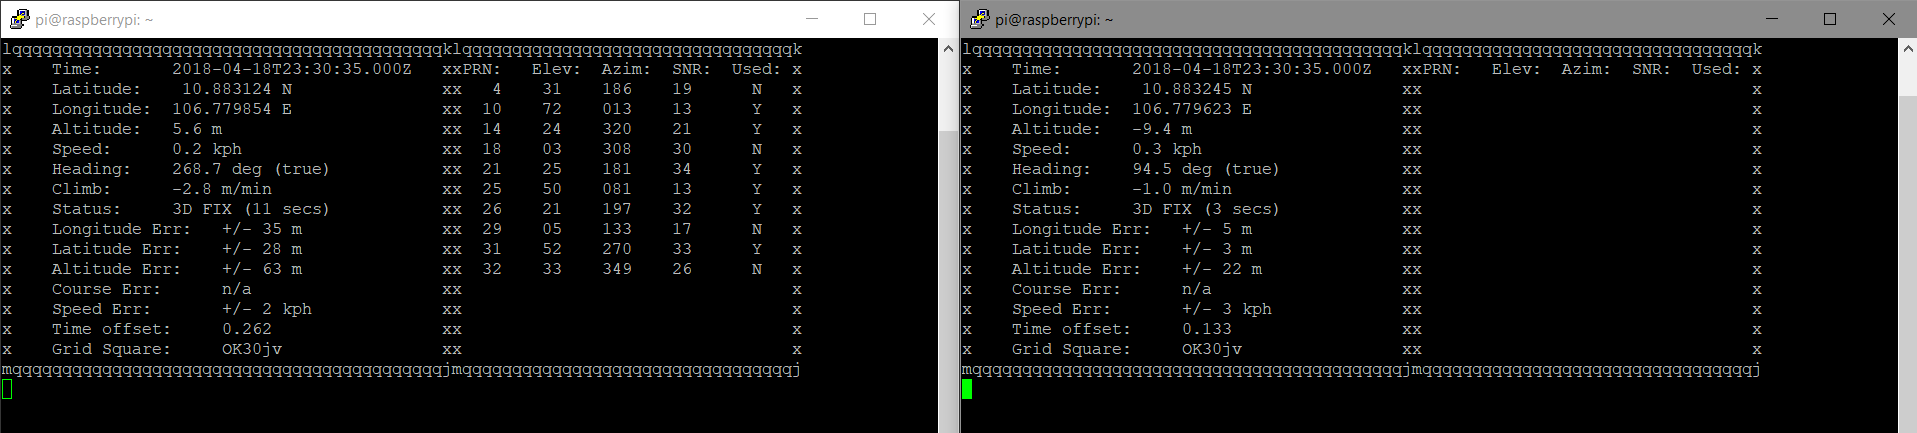 pi@raspberrypi: ~
lqqqqqqqqqqqqqqqqqqqqqqqqqqqqqqqqqqqqqqqqqqqklqqqqqqqqqqqqqqqqqqqqqqqqqqqqqqqqqk
x    Time:       2018-04-18T23:30:35.000Z   xxPRN:   Elev:  Azim:  SNR:  Used: x
x    Latitude:    10.883124 N               xx   4    31    186    19      N   x
x    Longitude:  106.779854 E               xx  10    72    013    13      Y   x
x    Altitude:   5.6 m                      xx  14    24    320    21      Y   x
x    Speed:      0.2 kph                    xx  18    03    308    30      N   x
x    Heading:    268.7 deg (true)           xx  21    25    181    34      Y   x
x    Climb:      -2.8 m/min                 xx  25    50    081    13      Y   x
x    Status:     3D FIX (11 secs)           xx  26    21    197    32      Y   x
x    Longitude Err:   +/- 35 m              xx  29    05    133    17      N   x
x    Latitude Err:    +/- 28 m              xx  31    52    270    33      Y   x
x    Altitude Err:    +/- 63 m              xx  32    33    349    26      N   x
x    Course Err:      n/a                   xx                                 x
x    Speed Err:       +/- 2 kph             xx                                 x
x    Time offset:     0.262                 xx                                 x
x    Grid Square:     OK30jv                xx                                 x
mqqqqqqqqqqqqqqqqqqqqqqqqqqqqqqqqqqqqqqqqqqqjmqqqqqqqqqqqqqqqqqqqqqqqqqqqqqqqqqj
pi@raspberrypi: ~
lqqqqqqqqqqqqqqqqqqqqqqqqqqqqqqqqqqqqqqqqqqqklqqqqqqqqqqqqqqqqqqqqqqqqqqqqqqqqqk
x    Time:       2018-04-18T23:30:35.000Z   xxPRN:   Elev:  Azim:  SNR:  Used: x
x    Latitude:    10.883245 N               xx                                 x
x    Longitude:  106.779623 E               xx                                 x
x    Altitude:   -9.4 m                     xx                                 x
x    Speed:      0.3 kph                    xx                                 x
x    Heading:    94.5 deg (true)            xx                                 x
x    Climb:      -1.0 m/min                 xx                                 x
x    Status:     3D FIX (3 secs)            xx                                 x
x    Longitude Err:   +/- 5 m               xx                                 x
x    Latitude Err:    +/- 3 m               xx                                 x
x    Altitude Err:    +/- 22 m              xx                                 x
x    Course Err:      n/a                   xx                                 x
x    Speed Err:       +/- 3 kph             xx                                 x
x    Time offset:     0.133                 xx                                 x
x    Grid Square:     OK30jv                xx                                 x
mqqqqqqqqqqqqqqqqqqqqqqqqqqqqqqqqqqqqqqqqqqqjmqqqqqqqqqqqqqqqqqqqqqqqqqqqqqqqqqj